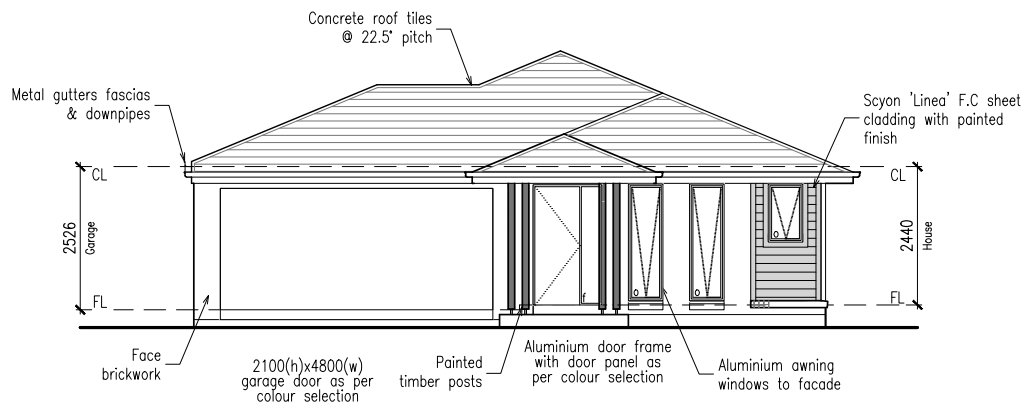 Concrete roof tiles
@ 22.5° pitch
Metal gutters fascias
& downpipes
Scyon 'Linea' F.C sheet
cladding with painted
finish
CL
CL
2526
Garage
2440
House
FL
FL
f
O
O
O
Face
brickwork
2100(h)x4800(w)
garage door as per
colour selection
Painted
timber posts
Aluminium door frame
with door panel as
per colour selection
Aluminium awning
windows to facade